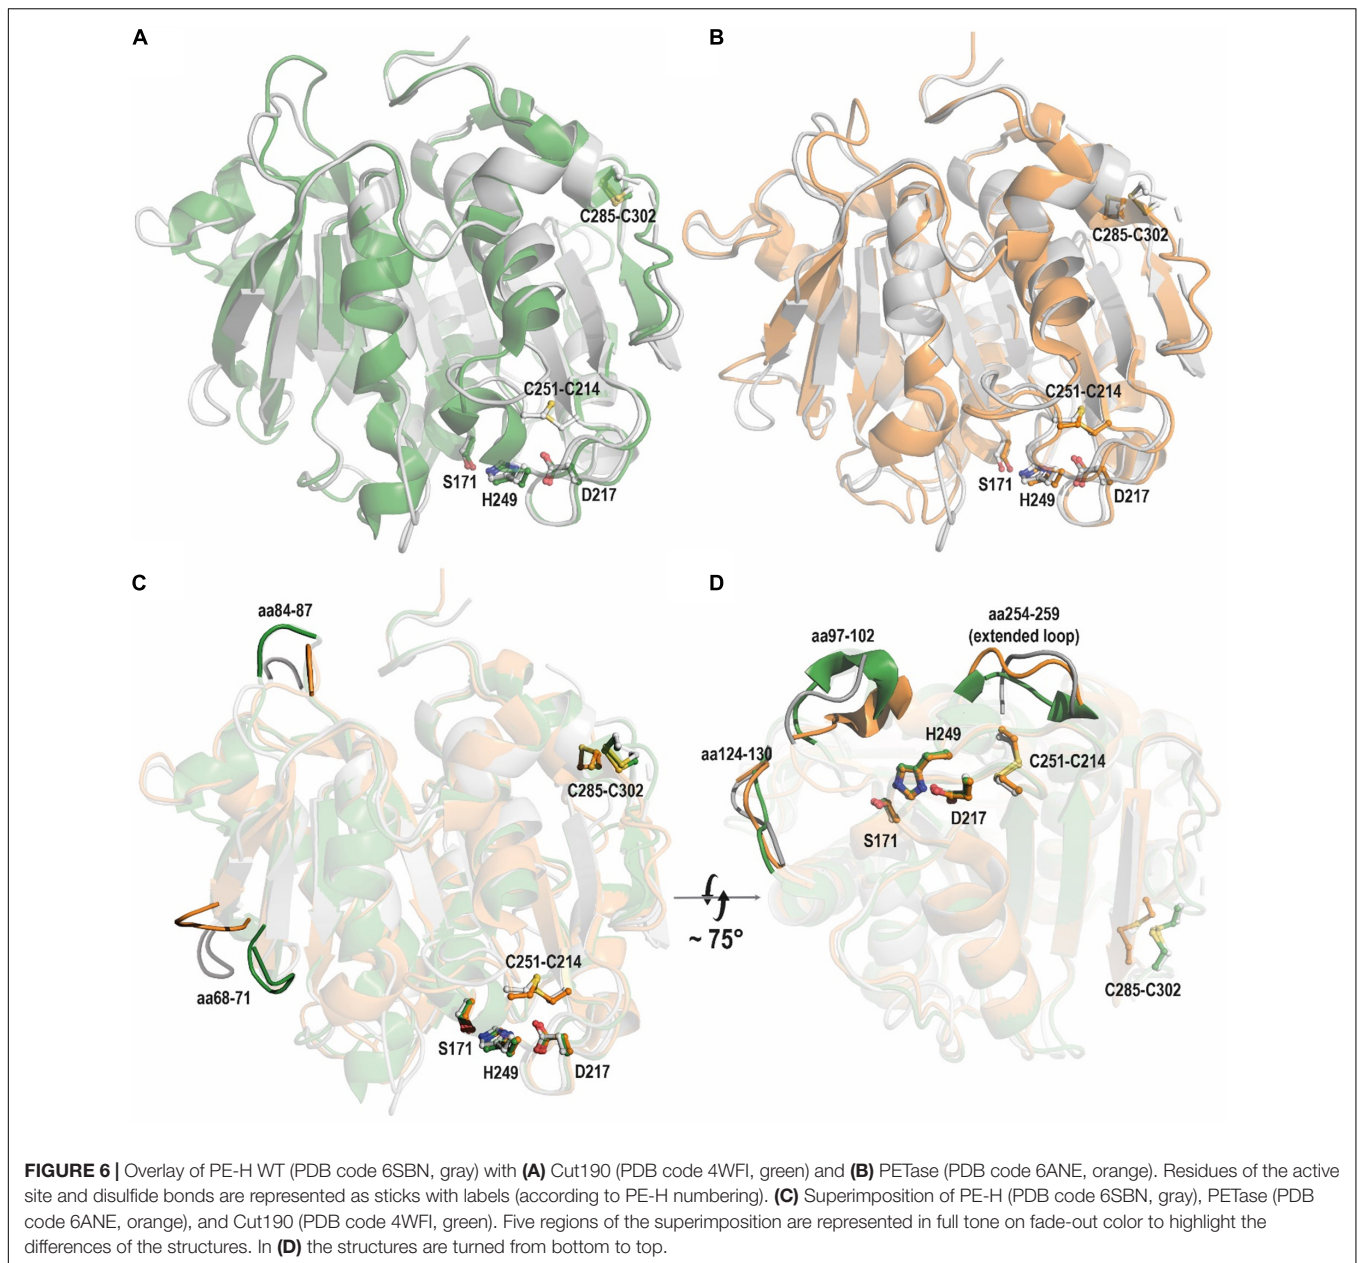 A
B
C285-C302
C285-C302
C251-C214
C251-C214
S171
H249
D217
S171
H249
D217
C
D
aa84-87
aa97-102
aa254-259
(extended loop)
H249
aa124-130
C251-C214
C285-C302
D217
S171
~ 75°
C251-C214
aa68-71
C285-C302
S171
H249
D217
FIGURE 6 | Overlay of PE-H WT (PDB code 6SBN, gray) with (A) Cut190 (PDB code 4WFI, green) and (B) PETase (PDB code 6ANE, orange). Residues of the active
site and disulfide bonds are represented as sticks with labels (according to PE-H numbering). (C) Superimposition of PE-H (PDB code 6SBN, gray), PETase (PDB
code 6ANE, orange), and Cut190 (PDB code 4WFI, green). Five regions of the superimposition are represented in full tone on fade-out color to highlight the
differences of the structures. In (D) the structures are turned from bottom to top.